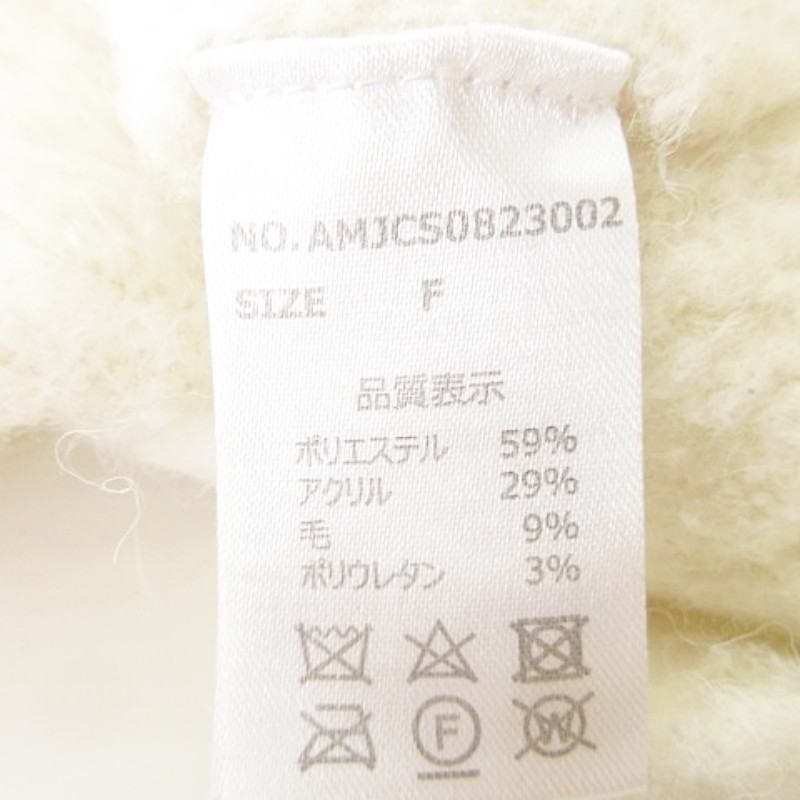 NO. AMJCS0823002
SIZE F
品質表示
ポリエステル 59%
アクリル 29%
毛 9%
ポリウレタン 3%
F W